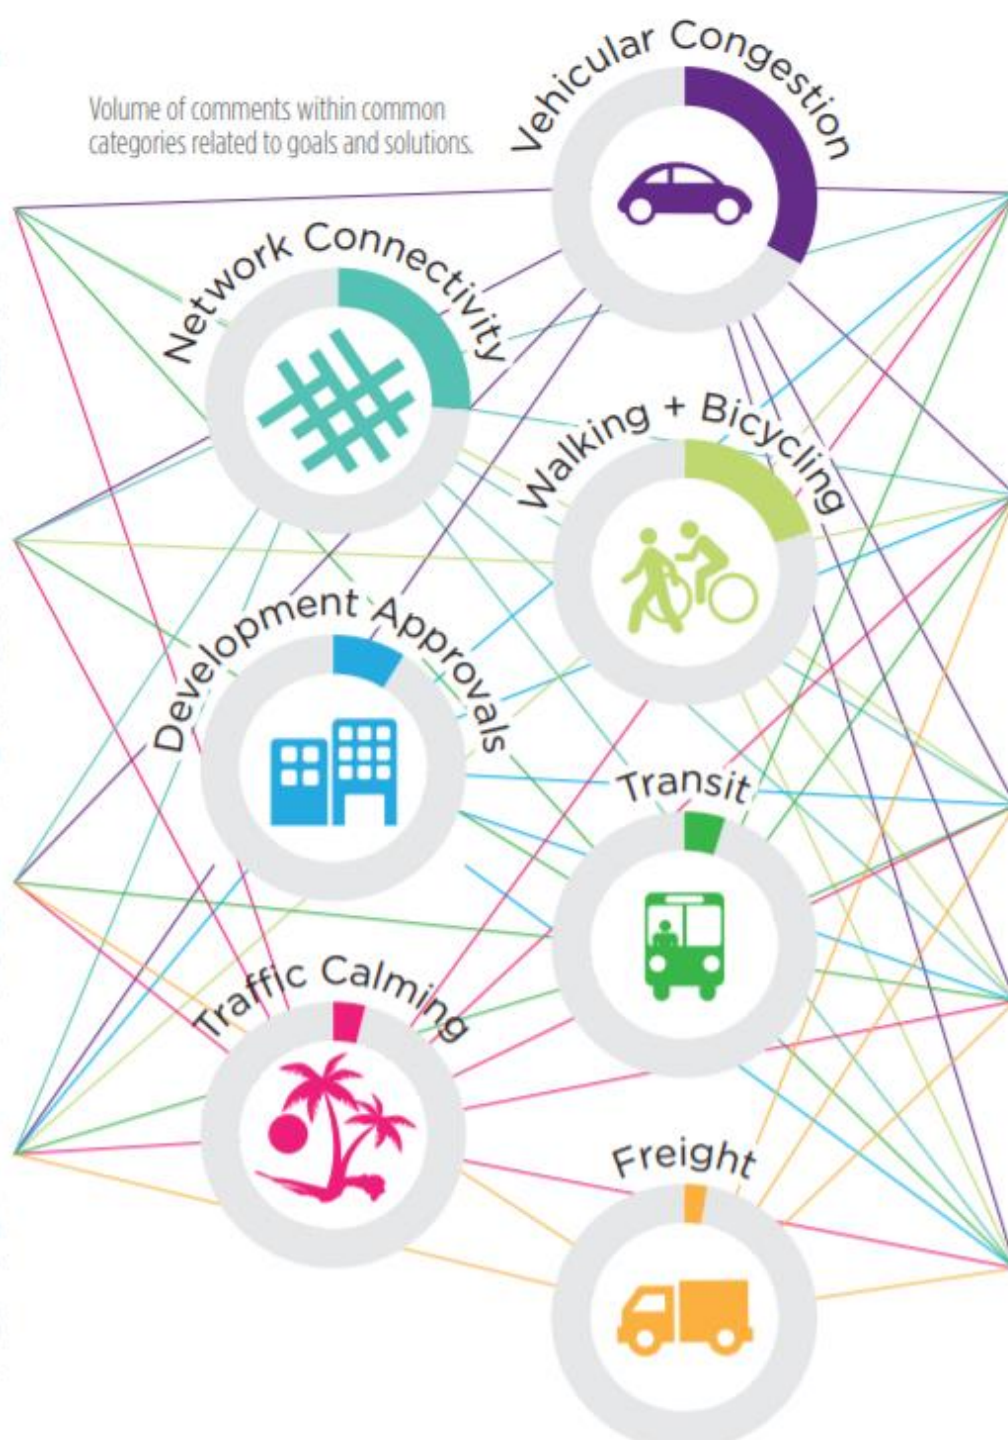 Vehicular Congestion
Volume of comments within common
categories related to goals and solutions.
Network Connectivity
Walking + Bicycling
Development Approvals
Transit
Traffic Calming
Freight